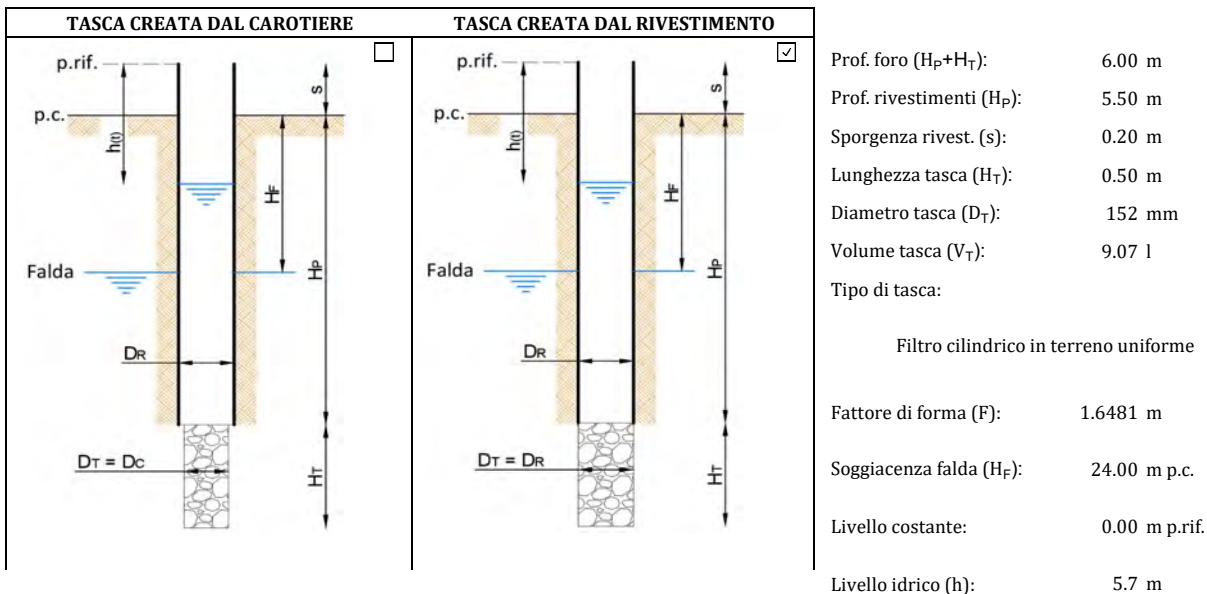 TASCA CREATA DAL CAROTIERE
p.rif.
p.c.
s
h(t)
HF
Falda
HP
DR
DT = DC
HT
TASCA CREATA DAL RIVESTIMENTO
p.rif.
p.c.
s
h(t)
HF
Falda
HP
DR
DT = DR
HT
Prof. foro (HP+HT): 6.00 m
Prof. rivestimenti (HP): 5.50 m
Sporgenza rivest. (s): 0.20 m
Lunghezza tasca (HT): 0.50 m
Diametro tasca (DT): 152 mm
Volume tasca (VT): 9.07 l
Tipo di tasca:
Filtro cilindrico in terreno uniforme
Fattore di forma (F): 1.6481 m
Soggiacenza falda (HF): 24.00 m p.c.
Livello costante: 0.00 m p.rif.
Livello idrico (h): 5.7 m